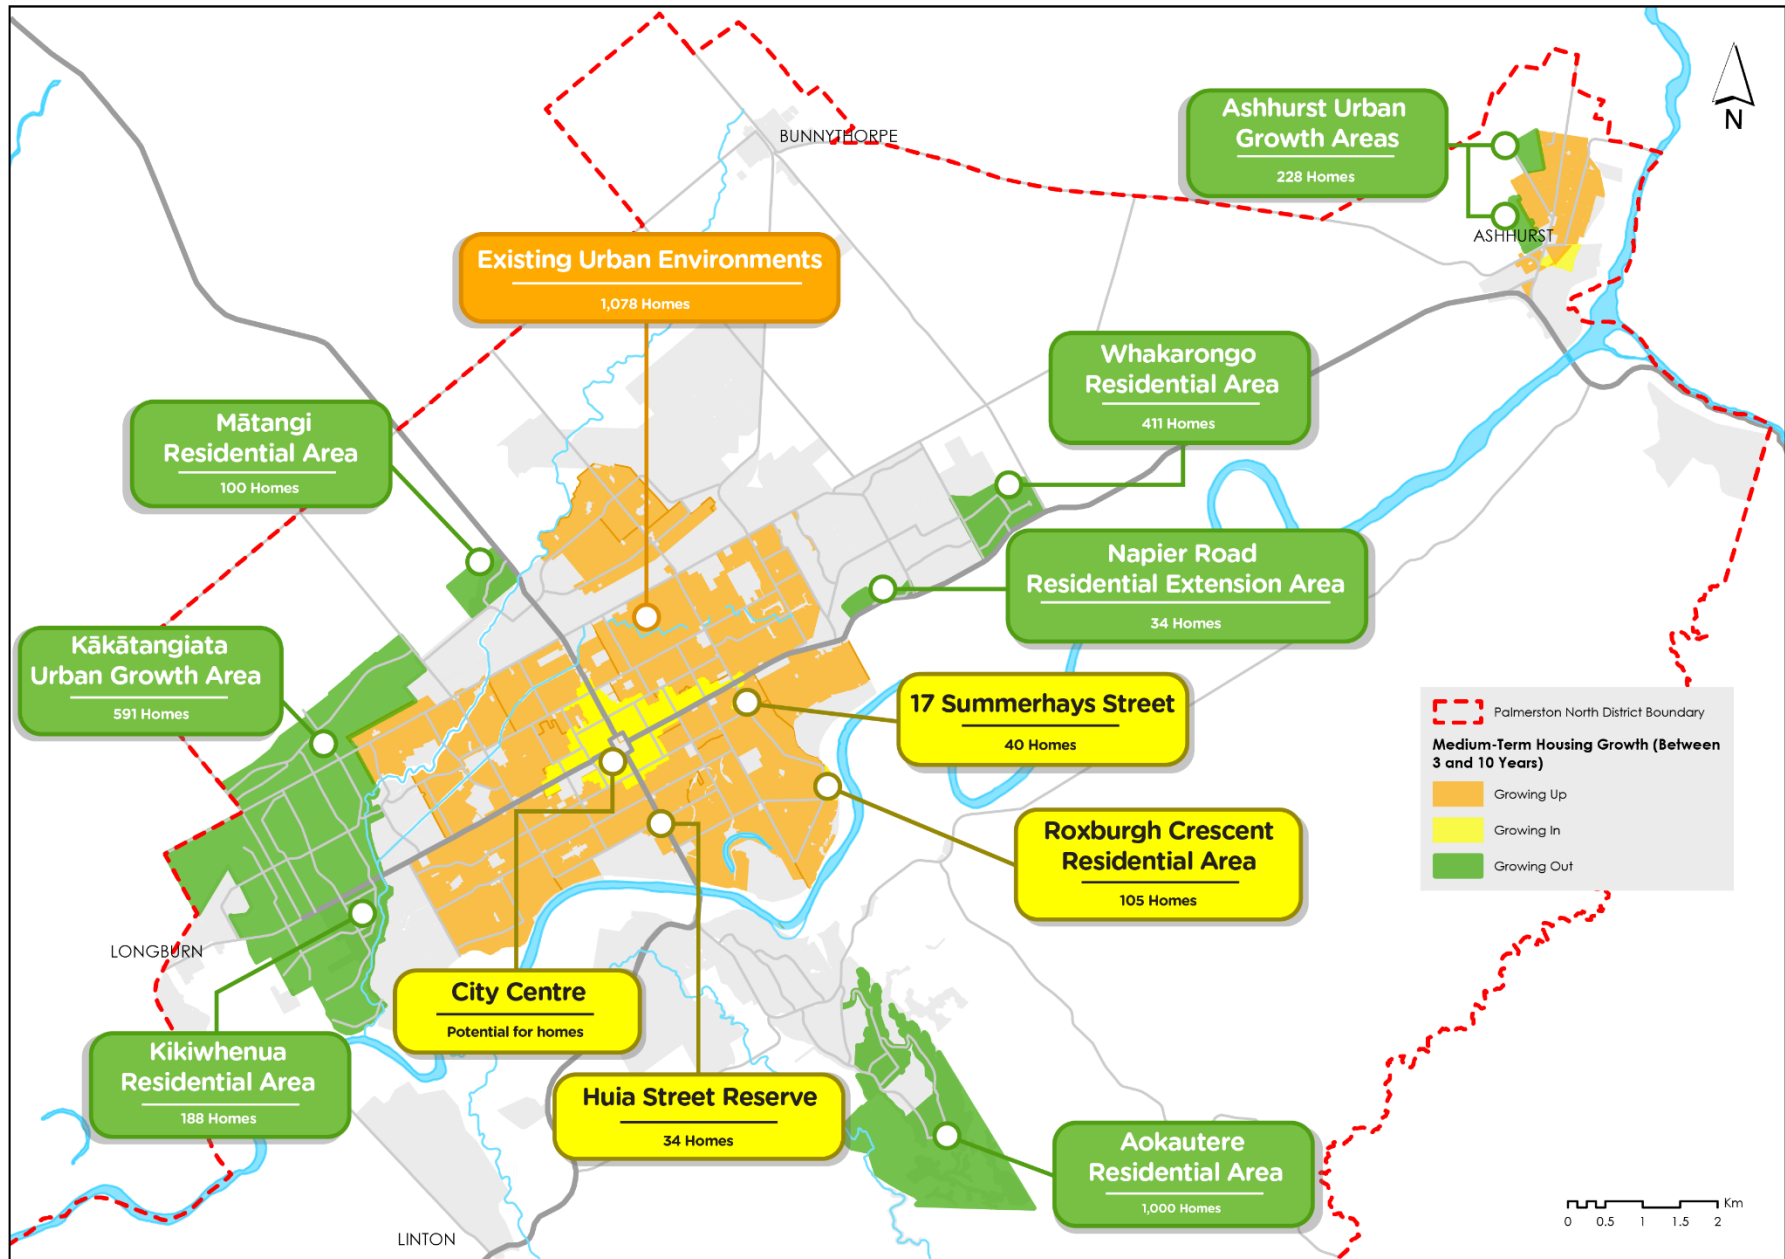 BUNNYTHORPE
Ashhurst Urban
Growth Areas
228 Homes
N
ASHHURST
Existing Urban Environments
1,078 Homes
Whakarongo
Residential Area
411 Homes
Mātangi
Residential Area
100 Homes
Napier Road
Residential Extension Area
34 Homes
Kākātangiata
Urban Growth Area
591 Homes
17 Summerhays Street
40 Homes
Palmerston North District Boundary
Medium-Term Housing Growth (Between
3 and 10 Years)
Growing Up
Growing In
Growing Out
Roxburgh Crescent
Residential Area
105 Homes
LONGBURN
City Centre
Potential for homes
Kikiwhenua
Residential Area
188 Homes
Huia Street Reserve
34 Homes
Aokautere
Residential Area
1,000 Homes
LINTON
Km
0 0.5 1 1.5 2